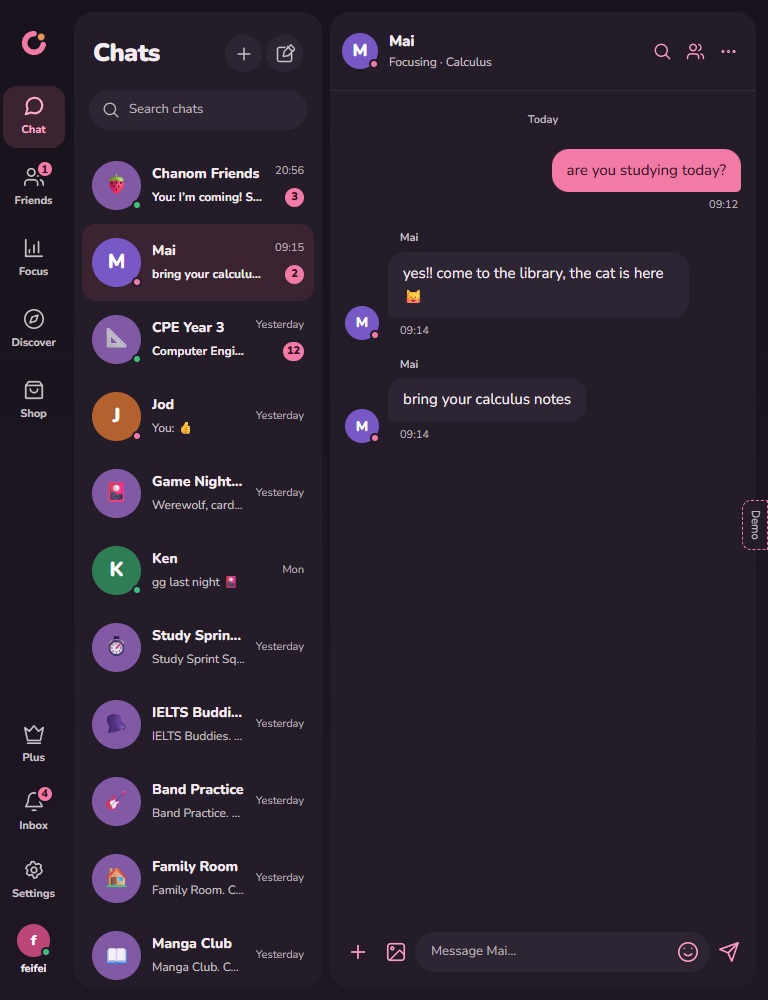 Chat
1
Friends
Focus
Discover
Shop
Plus
4
Inbox
Settings
f
feifei
Chats
Search chats
Chanom Friends 20:56
You: I'm coming! S... 3
M
Mai 09:15
bring your calculu... 2
CPE Year 3 Yesterday
Computer Engi... 12
J
Jod Yesterday
You: 👍
Game Night... Yesterday
Werewolf, card...
K
Ken Mon
gg last night 🎴
Study Sprin... Yesterday
Study Sprint Sq...
IELTS Buddi... Yesterday
IELTS Buddies. ...
Band Practice Yesterday
Band Practice. ...
Family Room Yesterday
Family Room. C...
Manga Club Yesterday
Manga Club. C...
M
Mai
Focusing · Calculus
Today
are you studying today?
09:12
Mai
yes!! come to the library, the cat is here
🐱
M
09:14
Mai
bring your calculus notes
M
09:14
Demo
Message Mai...